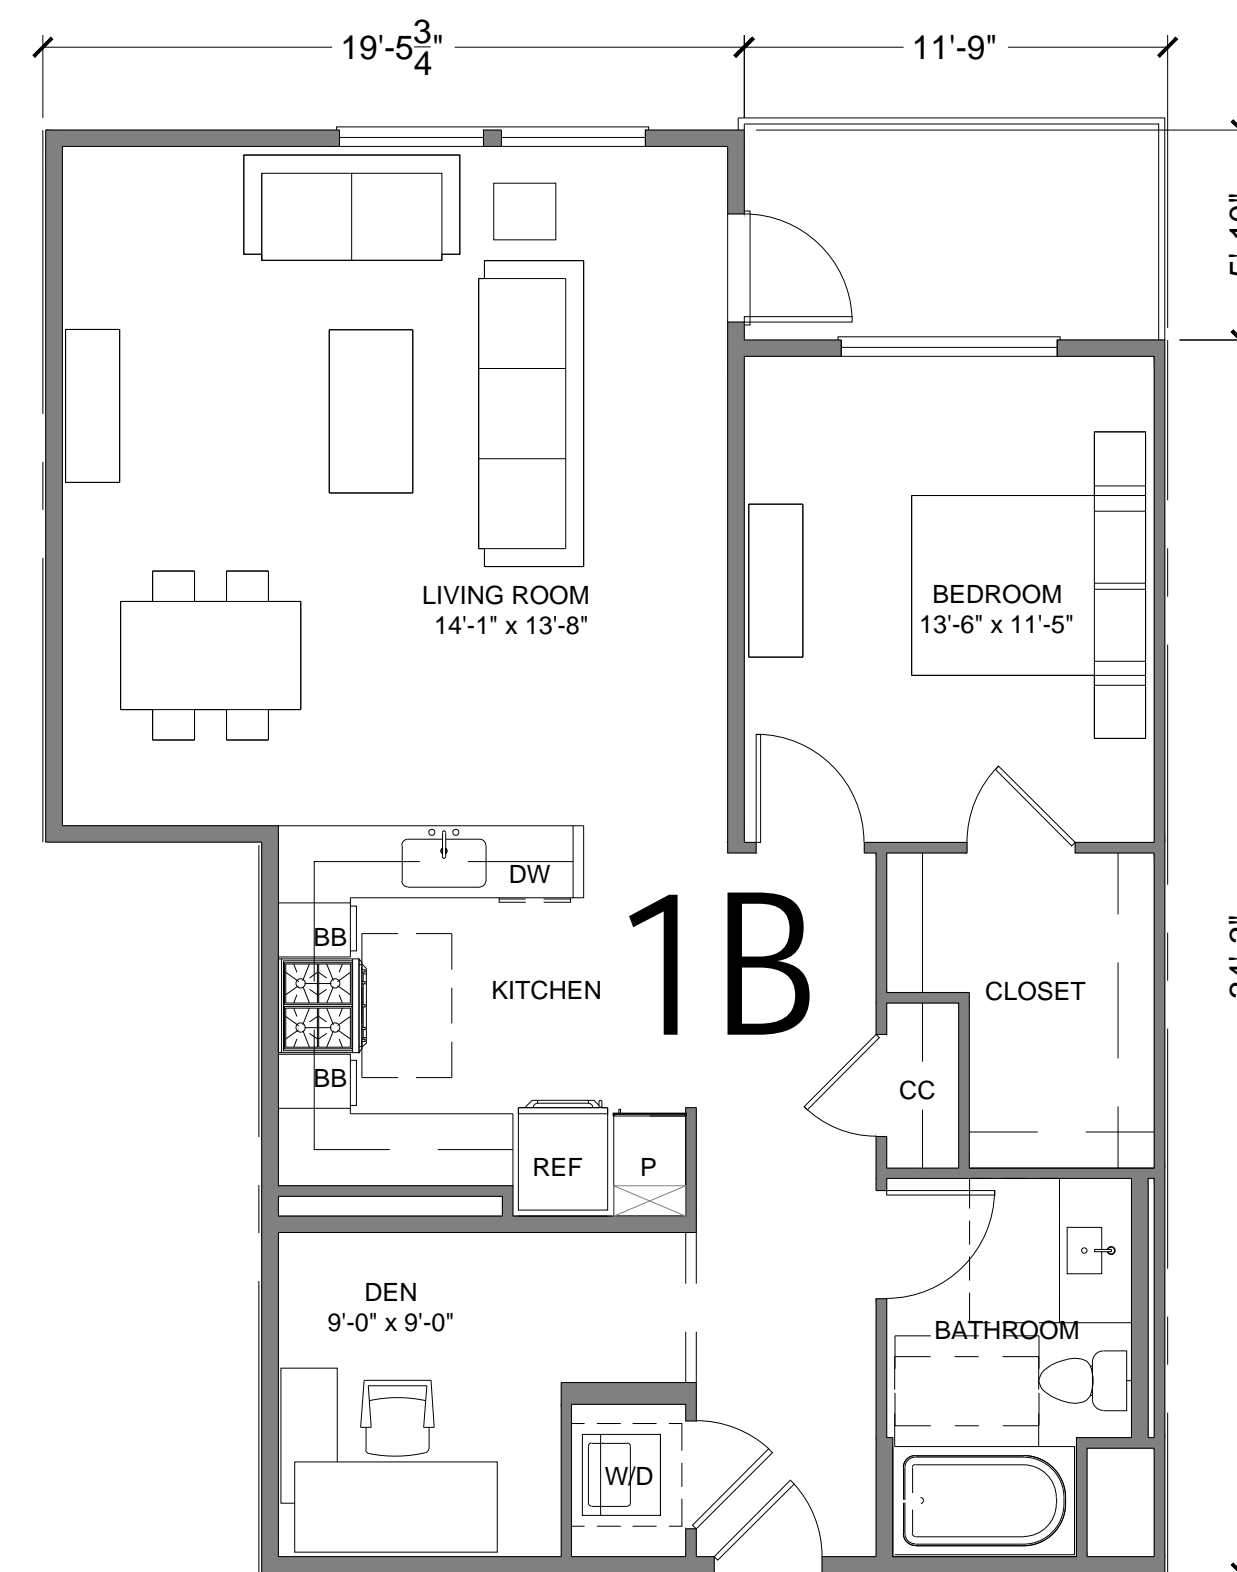 19'-5 3/4"
11'-9"
LIVING ROOM
14'-1" x 13'-8"
BEDROOM
13'-6" x 11'-5"
DW
1B
BB
KITCHEN
CLOSET
BB
CC
REF
P
DEN
9'-0" x 9'-0"
BATHROOM
W/D